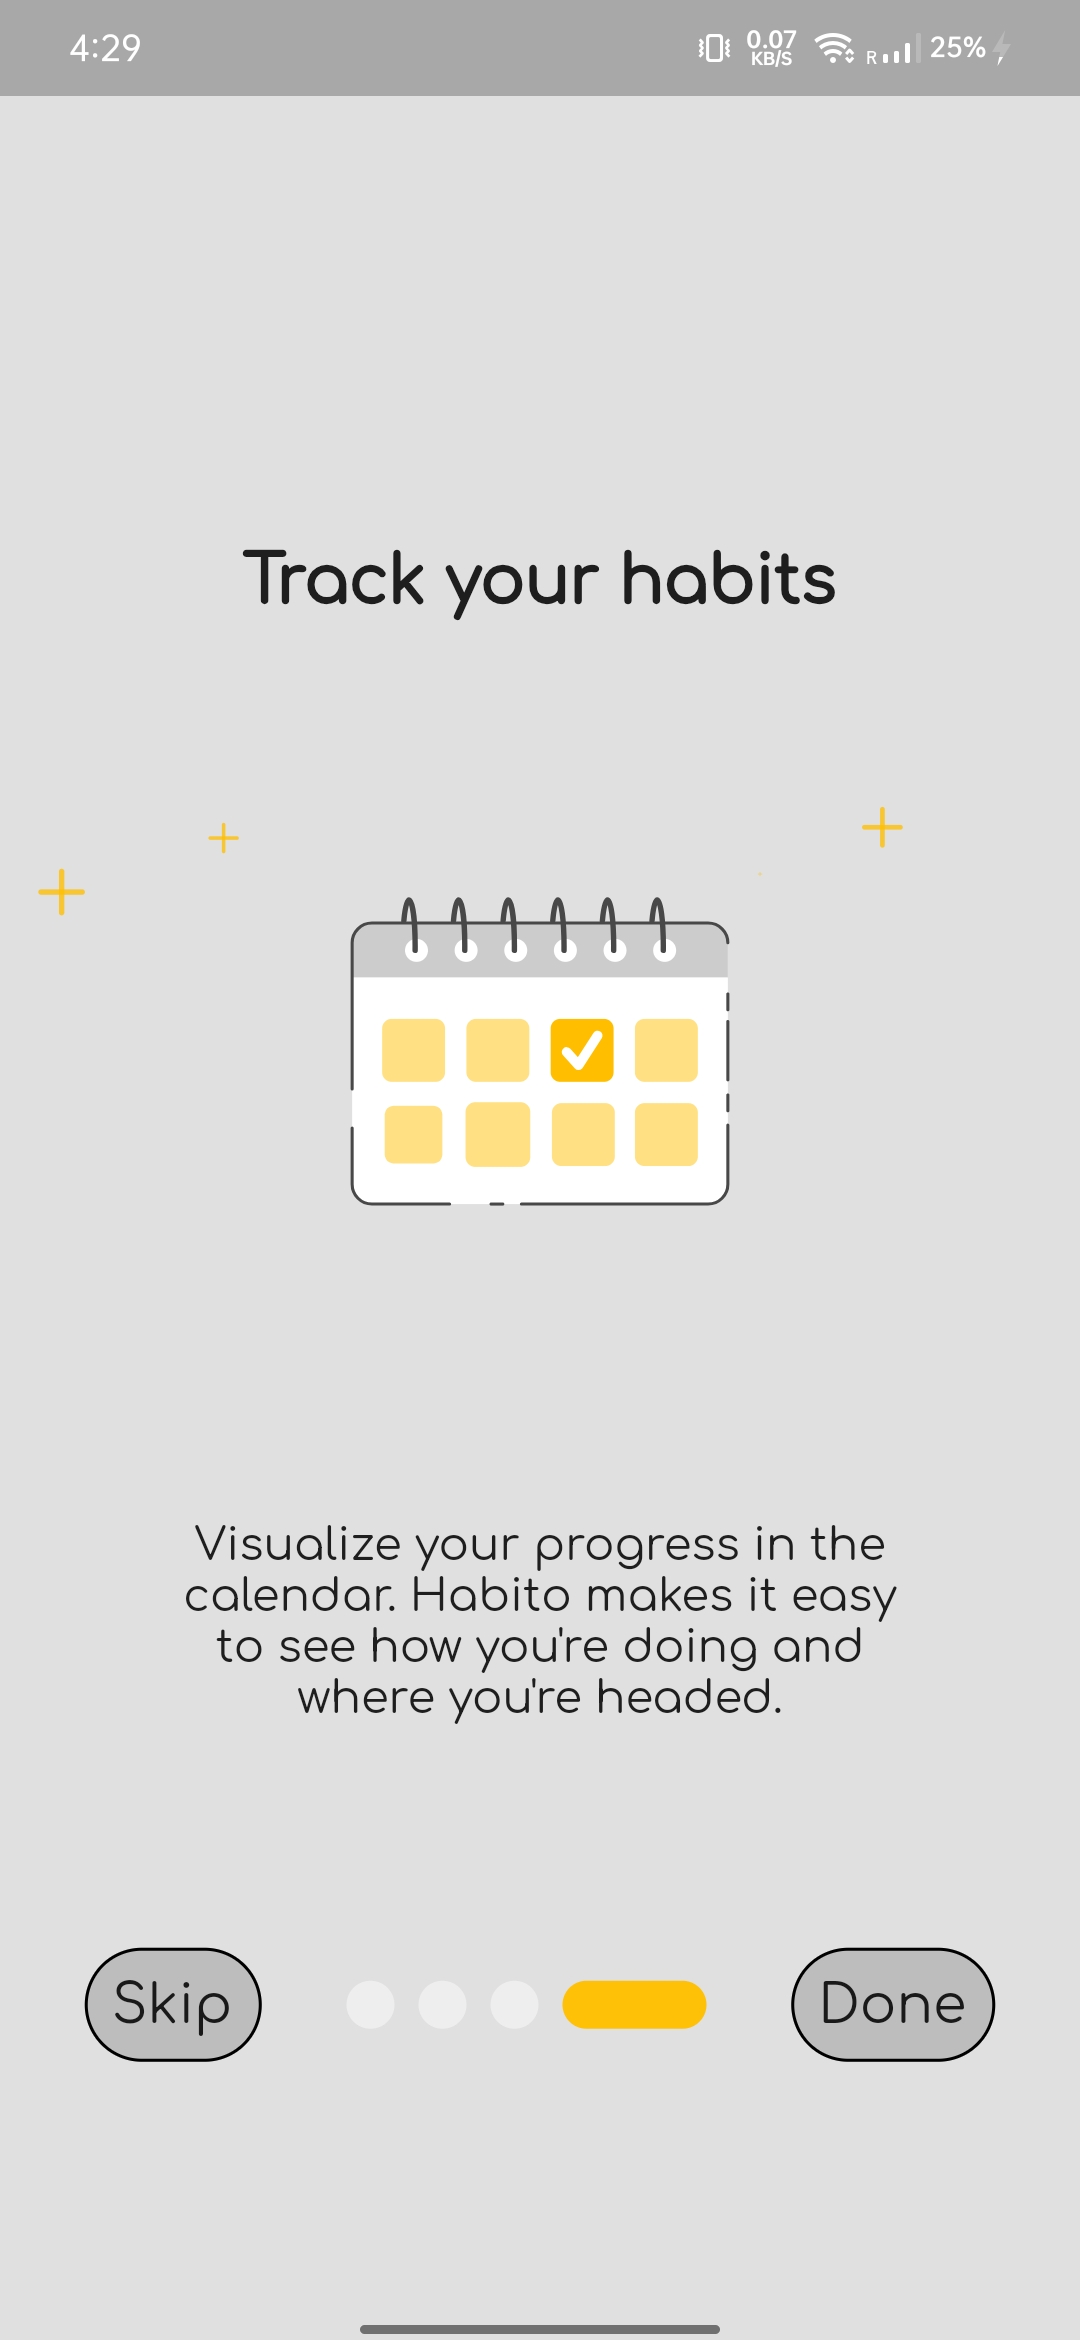 4:29
0.07
KB/S
R
25%
Track your habits
Visualize your progress in the
calendar. Habito makes it easy
to see how you're doing and
where you're headed.
Skip
Done